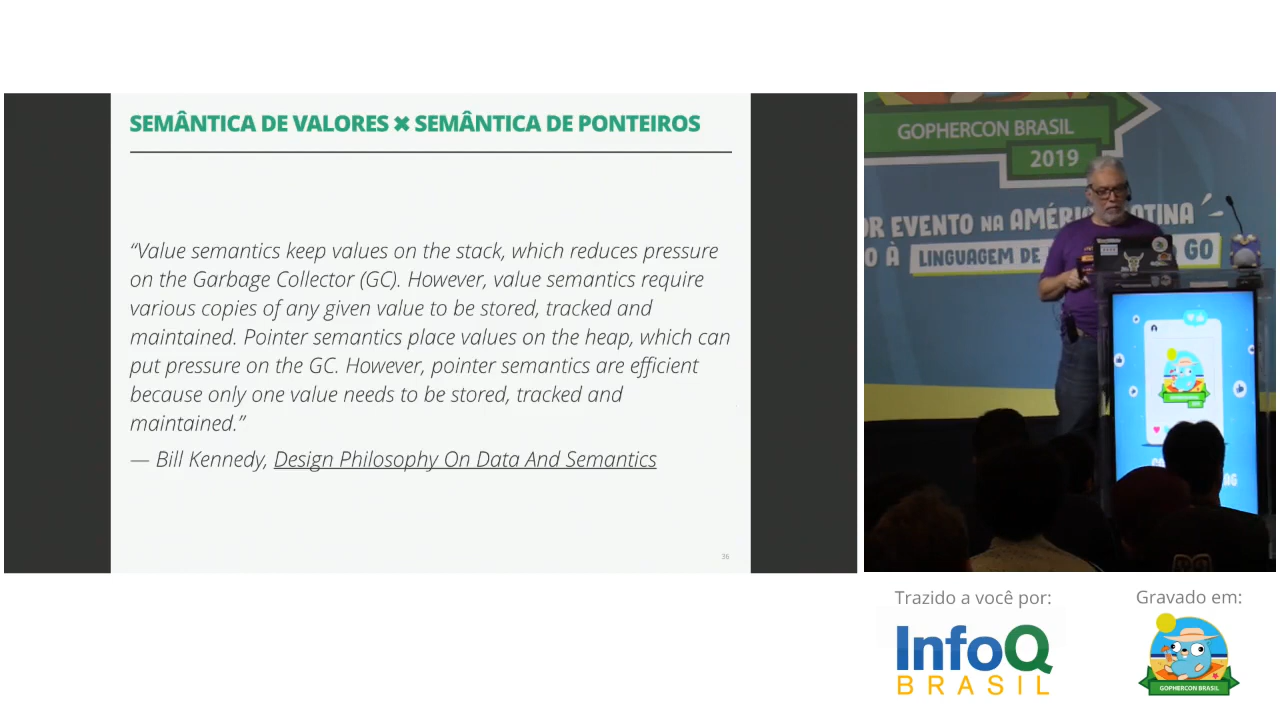 SEMÂNTICA DE VALORES ✖ SEMÂNTICA DE PONTEIROS
“Value semantics keep values on the stack, which reduces pressure
on the Garbage Collector (GC). However, value semantics require
various copies of any given value to be stored, tracked and
maintained. Pointer semantics place values on the heap, which can
put pressure on the GC. However, pointer semantics are efficient
because only one value needs to be stored, tracked and
maintained.”
— Bill Kennedy, Design Philosophy On Data And Semantics
36
GOPHERCON BRASIL
2019
EVENTO NA AMÉRI
TINA
LINGUAGEM DE
GO
Trazido a você por:
InfoQ
BRASIL
Gravado em:
GOPHERCON BRASIL